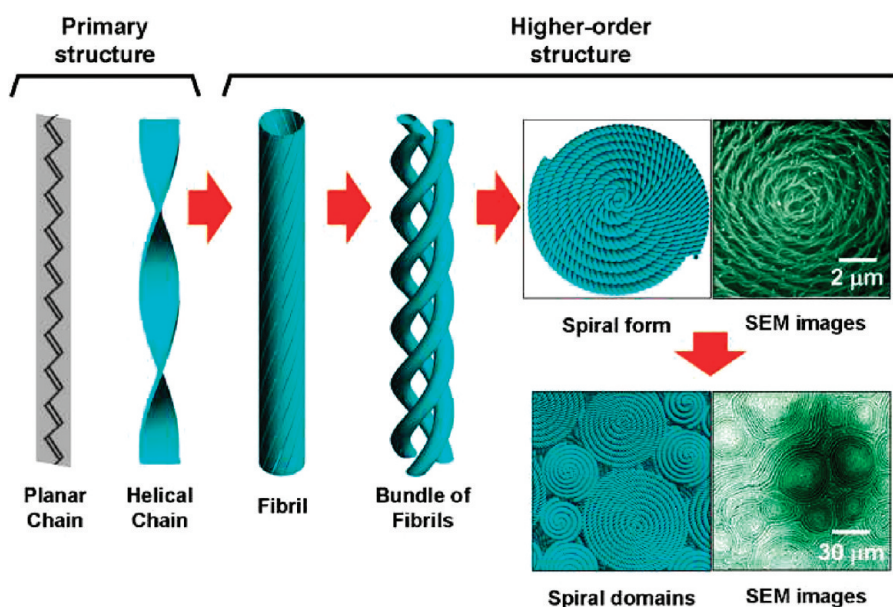 Primary
structure
Higher-order
structure
2 μm
Spiral form
SEM images
Planar
Chain
Helical
Chain
Fibril
Bundle of
Fibrils
30 μm
Spiral domains
SEM images